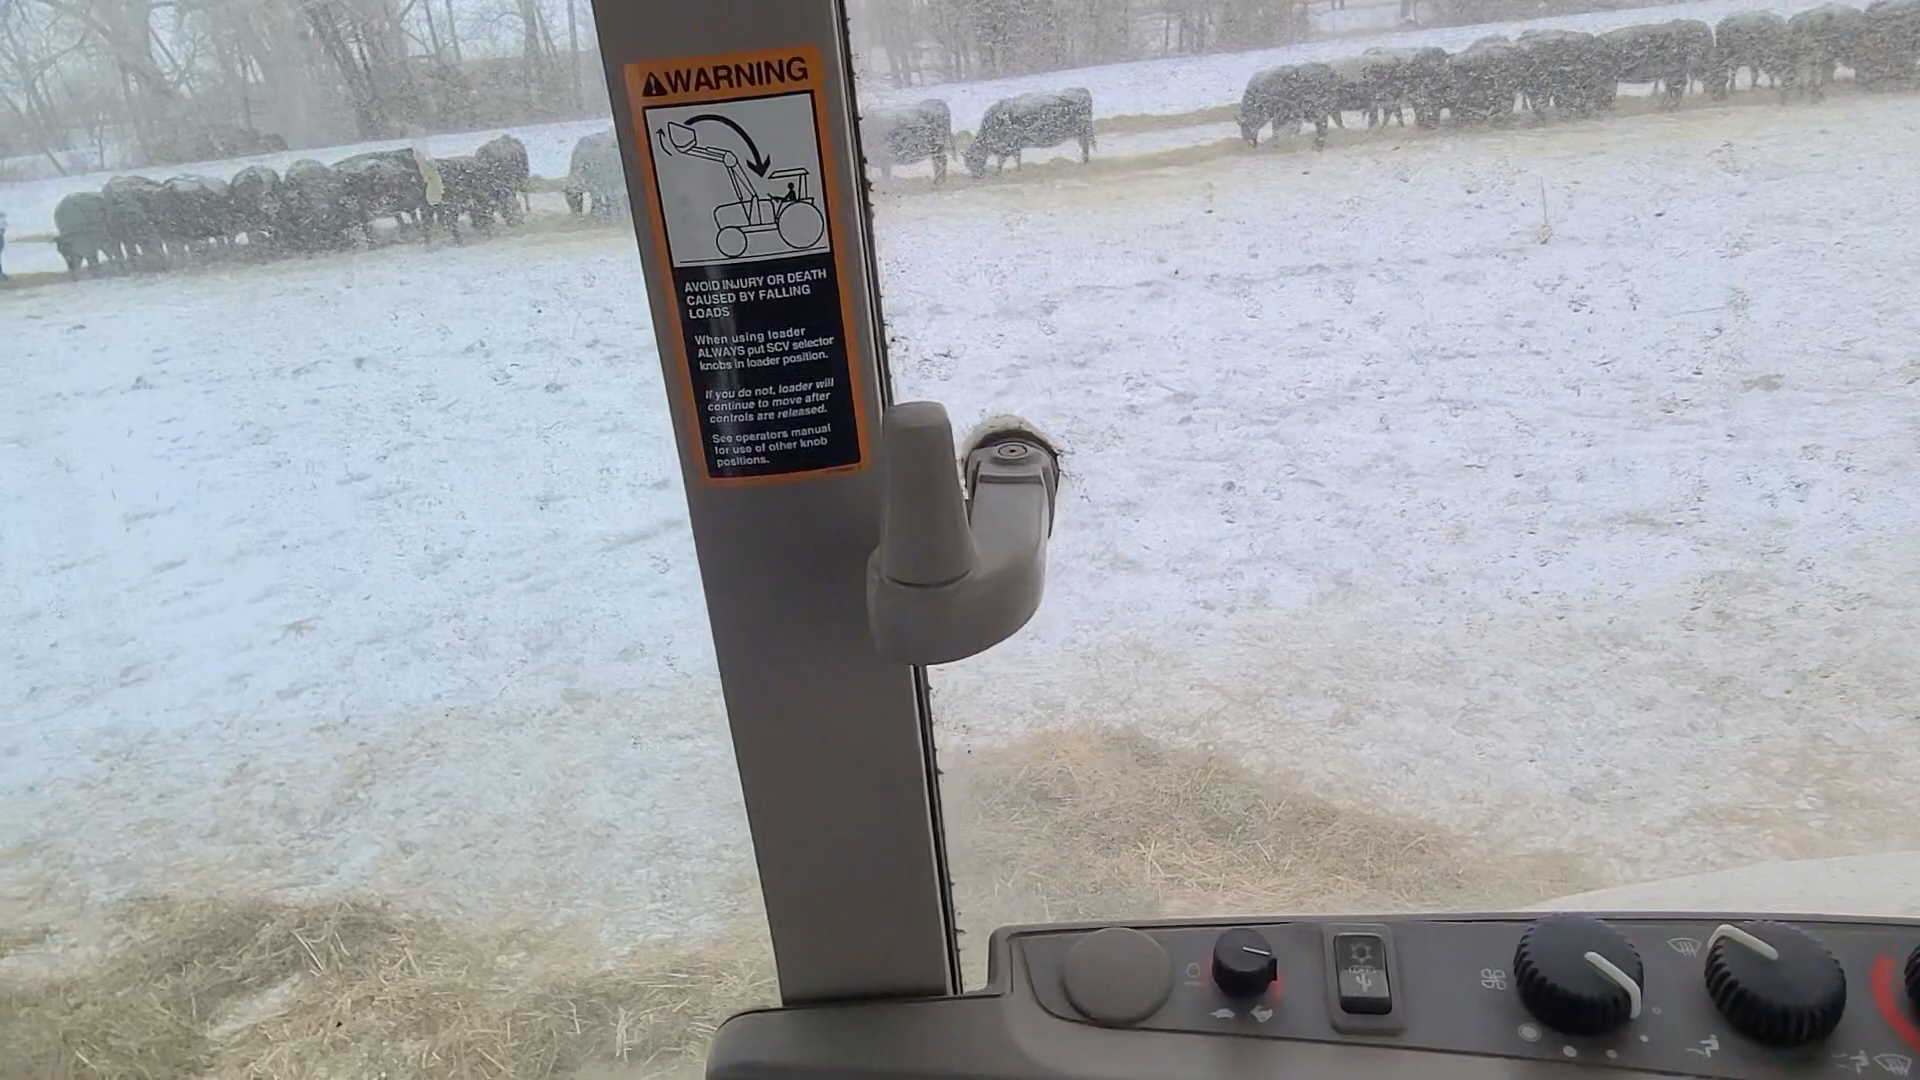 WARNING
AVOID INJURY OR DEATH
CAUSED BY FALLING
LOADS
When using loader
ALWAYS put SCV selector
knobs in loader position.
If you do not, loader will
continue to move after
controls are released.
See operators manual
for use of other knob
positions.